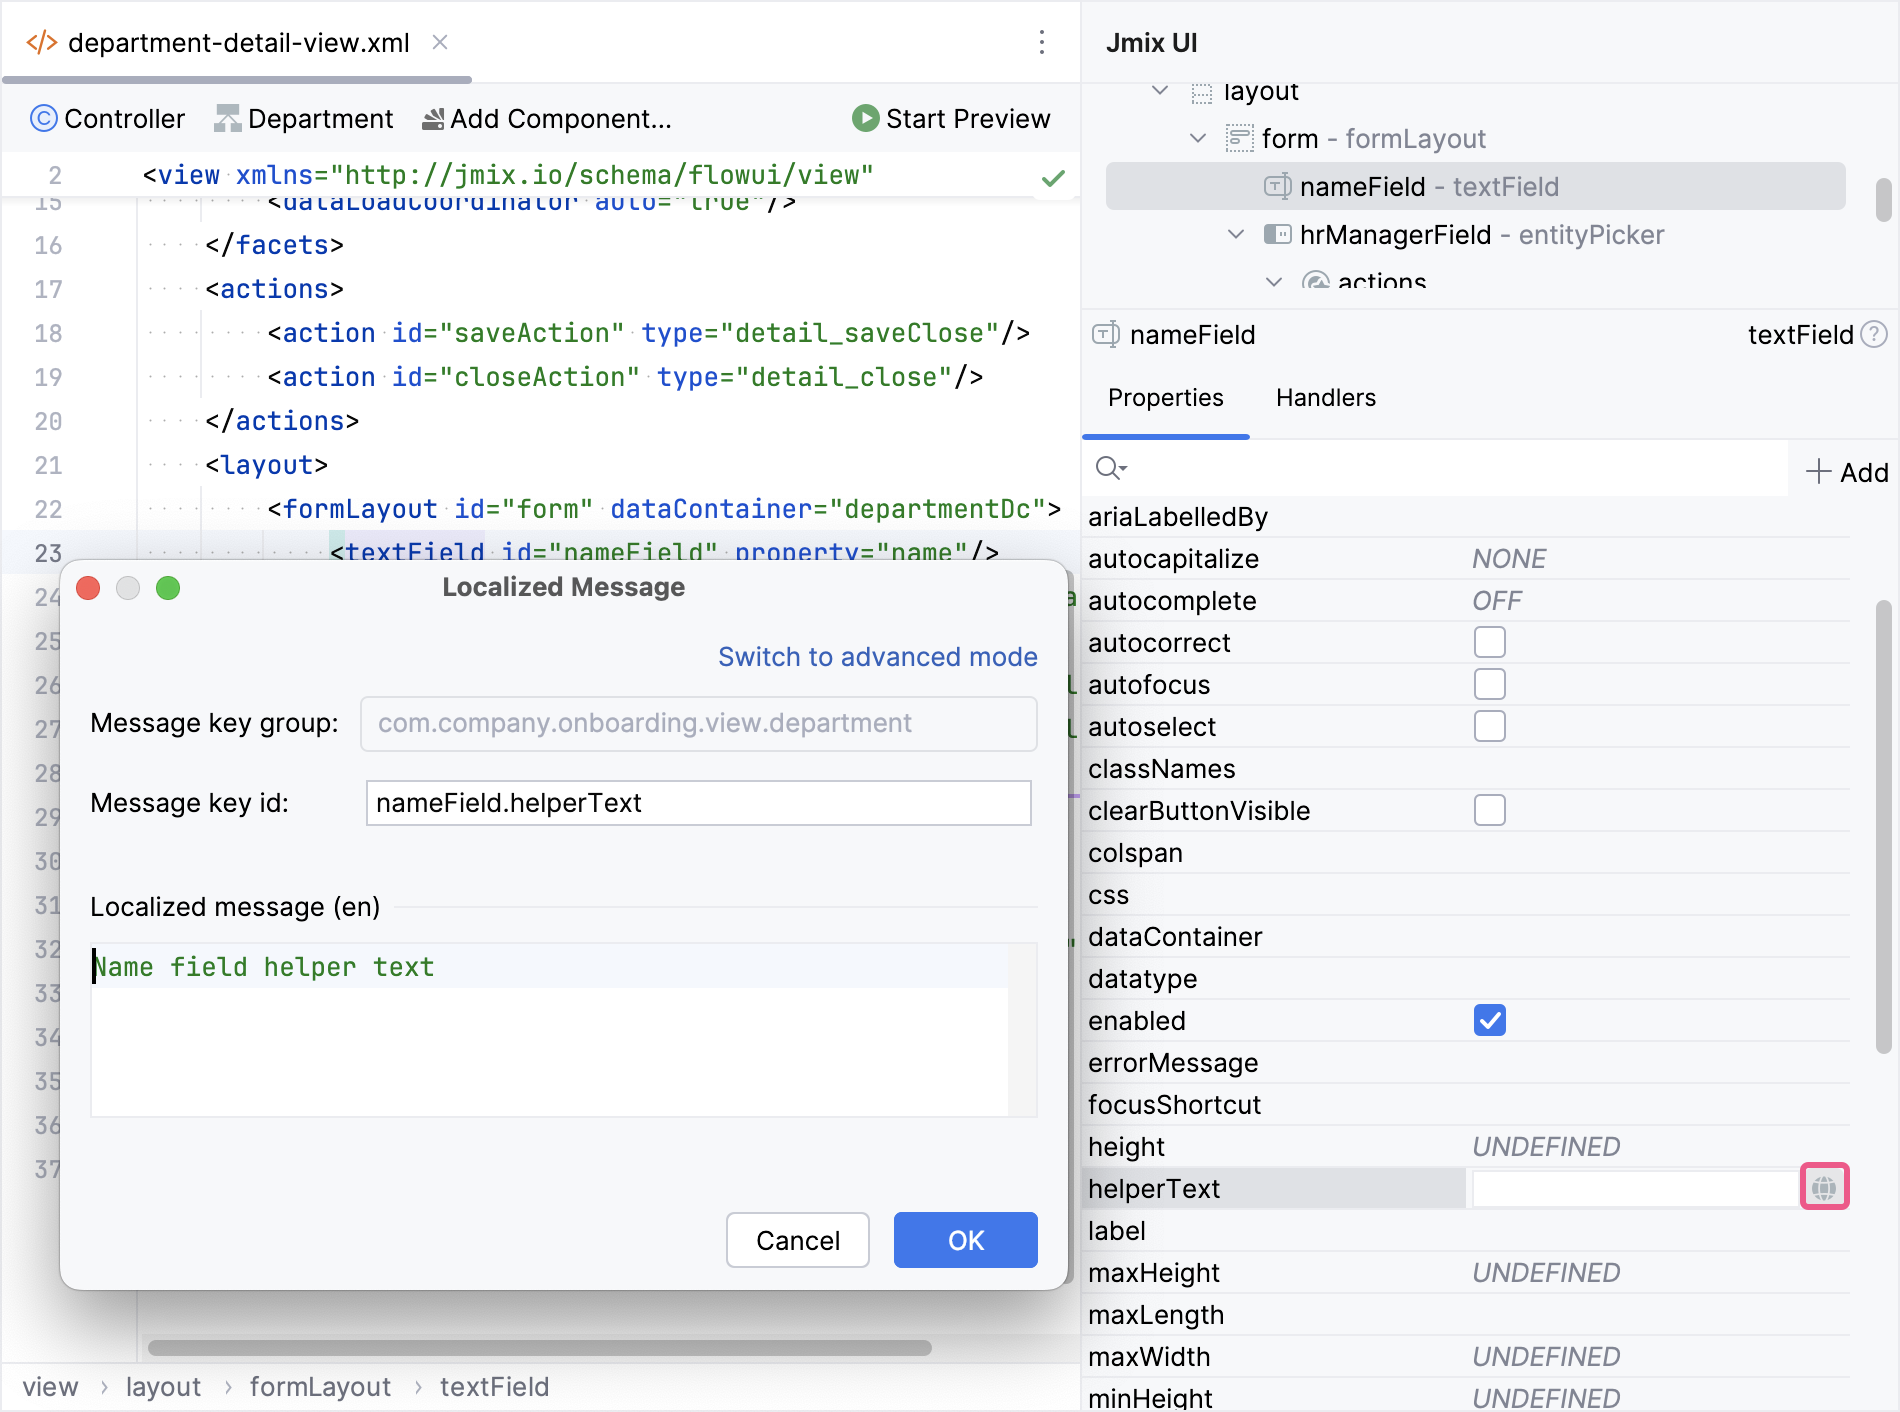 department-detail-view.xml
Controller Department Add Component... Start Preview
2 <view xmlns="http://jmix.io/schema/flowui/view"
15 <dataLoadCoordinator auto="true"/>
16 </facets>
17 <actions>
18 <action id="saveAction" type="detail_saveClose"/>
19 <action id="closeAction" type="detail_close"/>
20 </actions>
21 <layout>
22 <formLayout id="form" dataContainer="departmentDc">
23 <textField id="nameField" property="name"/>
24
25
26
27
28
29
30
31
32
33
34
35
36
37
Localized Message
Switch to advanced mode
Message key group: com.company.onboarding.view.department
Message key id: nameField.helperText
Localized message (en)
Name field helper text
Cancel OK
view › layout › formLayout › textField
Jmix UI
layout
form - formLayout
nameField - textField
hrManagerField - entityPicker
actions
nameField textField ?
Properties Handlers
Add
ariaLabelledBy
autocapitalize NONE
autocomplete OFF
autocorrect
autofocus
autoselect
classNames
clearButtonVisible
colspan
css
dataContainer
datatype
enabled
errorMessage
focusShortcut
height UNDEFINED
helperText
label
maxHeight UNDEFINED
maxLength
maxWidth UNDEFINED
minHeight UNDEFINED